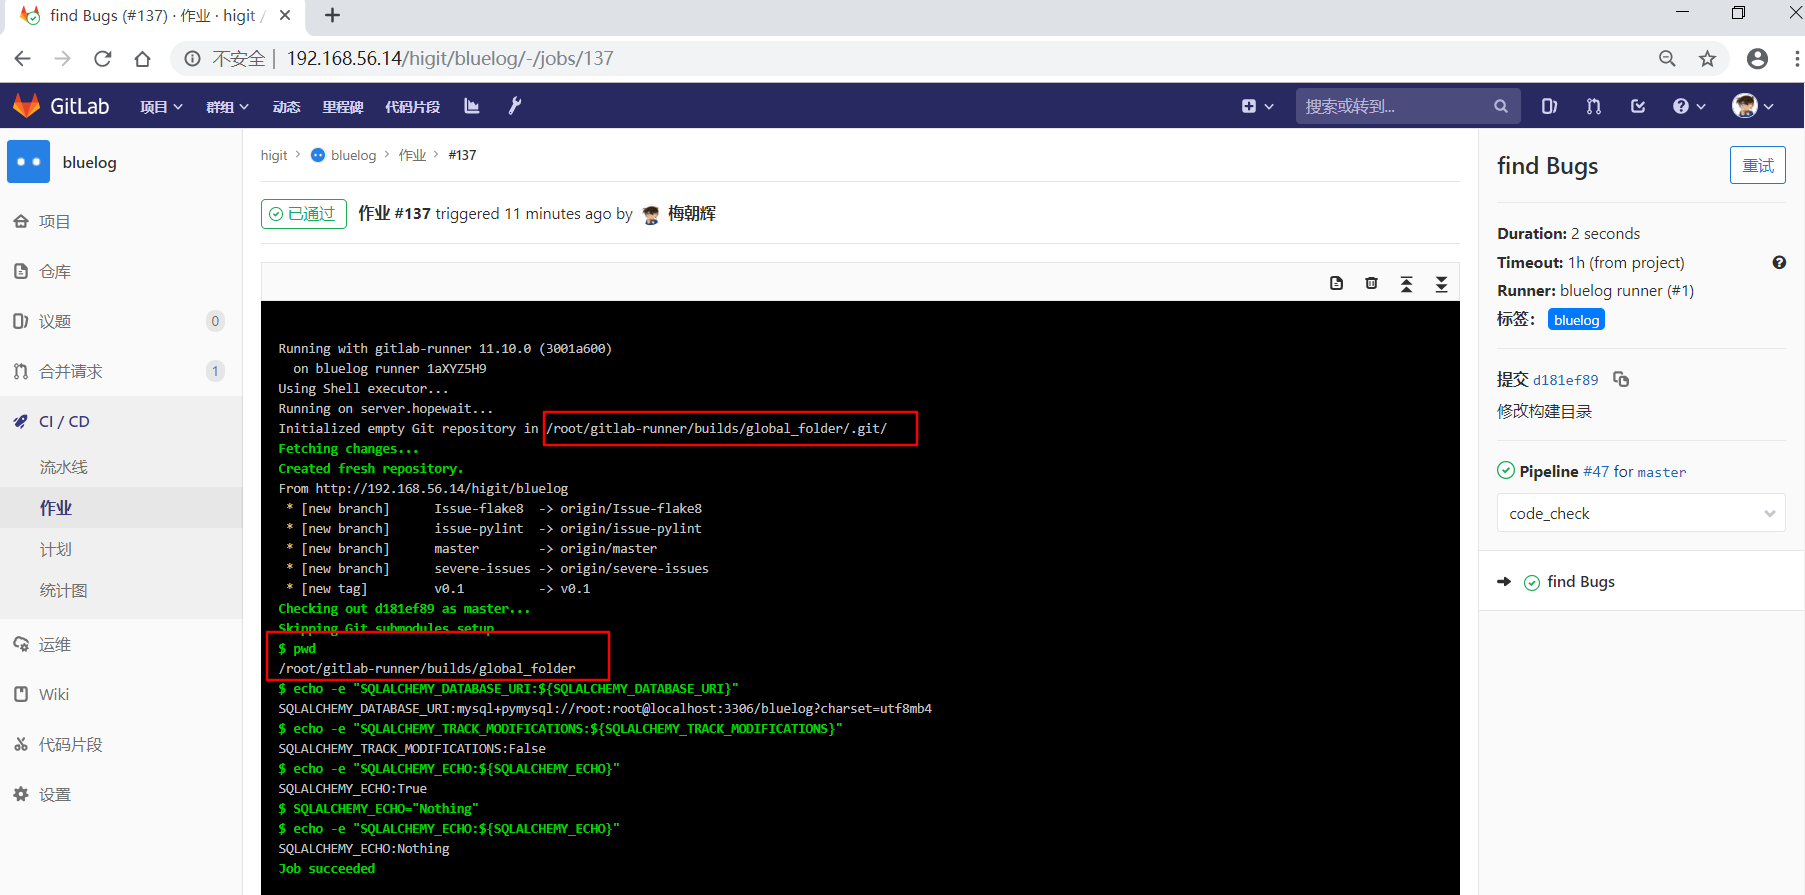 find Bugs (#137) · 作业 · higit /
不安全 | 192.168.56.14/higit/bluelog/-/jobs/137
GitLab 项目 群组 动态 里程碑 代码片段 搜索或转到...
bluelog
项目
仓库
议题 0
合并请求 1
CI / CD
流水线
作业
计划
统计图
运维
Wiki
代码片段
设置
higit > bluelog > 作业 > #137
已通过 作业 #137 triggered 11 minutes ago by 梅朝辉
Running with gitlab-runner 11.10.0 (3001a600)
on bluelog runner 1aXYZ5H9
Using Shell executor...
Running on server.hopewait...
Initialized empty Git repository in /root/gitlab-runner/builds/global_folder/.git/
Fetching changes...
Created fresh repository.
From http://192.168.56.14/higit/bluelog
* [new branch] Issue-flake8 -> origin/Issue-flake8
* [new branch] issue-pylint -> origin/issue-pylint
* [new branch] master -> origin/master
* [new branch] severe-issues -> origin/severe-issues
* [new tag] v0.1 -> v0.1
Checking out d181ef89 as master...
Skipping Git submodules setup
$ pwd
/root/gitlab-runner/builds/global_folder
$ echo -e "SQLALCHEMY_DATABASE_URI:${SQLALCHEMY_DATABASE_URI}"
SQLALCHEMY_DATABASE_URI:mysql+pymysql://root:root@localhost:3306/bluelog?charset=utf8mb4
$ echo -e "SQLALCHEMY_TRACK_MODIFICATIONS:${SQLALCHEMY_TRACK_MODIFICATIONS}"
SQLALCHEMY_TRACK_MODIFICATIONS:False
$ echo -e "SQLALCHEMY_ECHO:${SQLALCHEMY_ECHO}"
SQLALCHEMY_ECHO:True
$ SQLALCHEMY_ECHO="Nothing"
$ echo -e "SQLALCHEMY_ECHO:${SQLALCHEMY_ECHO}"
SQLALCHEMY_ECHO:Nothing
Job succeeded
find Bugs 重试
Duration: 2 seconds
Timeout: 1h (from project)
Runner: bluelog runner (#1)
标签: bluelog
提交 d181ef89
修改构建目录
Pipeline #47 for master
code_check
find Bugs